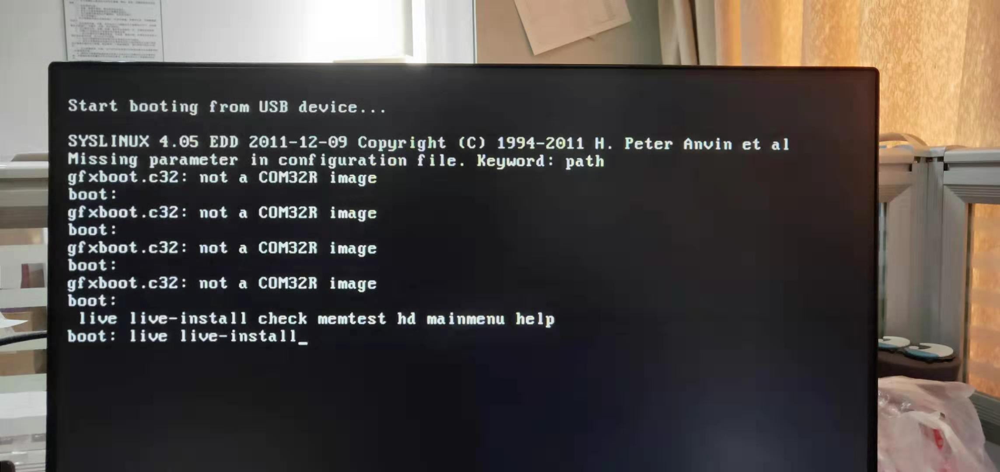 Start booting from USB device...
SYSLINUX 4.05 EDD 2011-12-09 Copyright (C) 1994-2011 H. Peter Anvin et al
Missing parameter in configuration file. Keyword: path
gfxboot.c32: not a COM32R image
boot:
gfxboot.c32: not a COM32R image
boot:
gfxboot.c32: not a COM32R image
boot:
gfxboot.c32: not a COM32R image
boot:
live live-install check memtest hd mainmenu help
boot: live live-install_